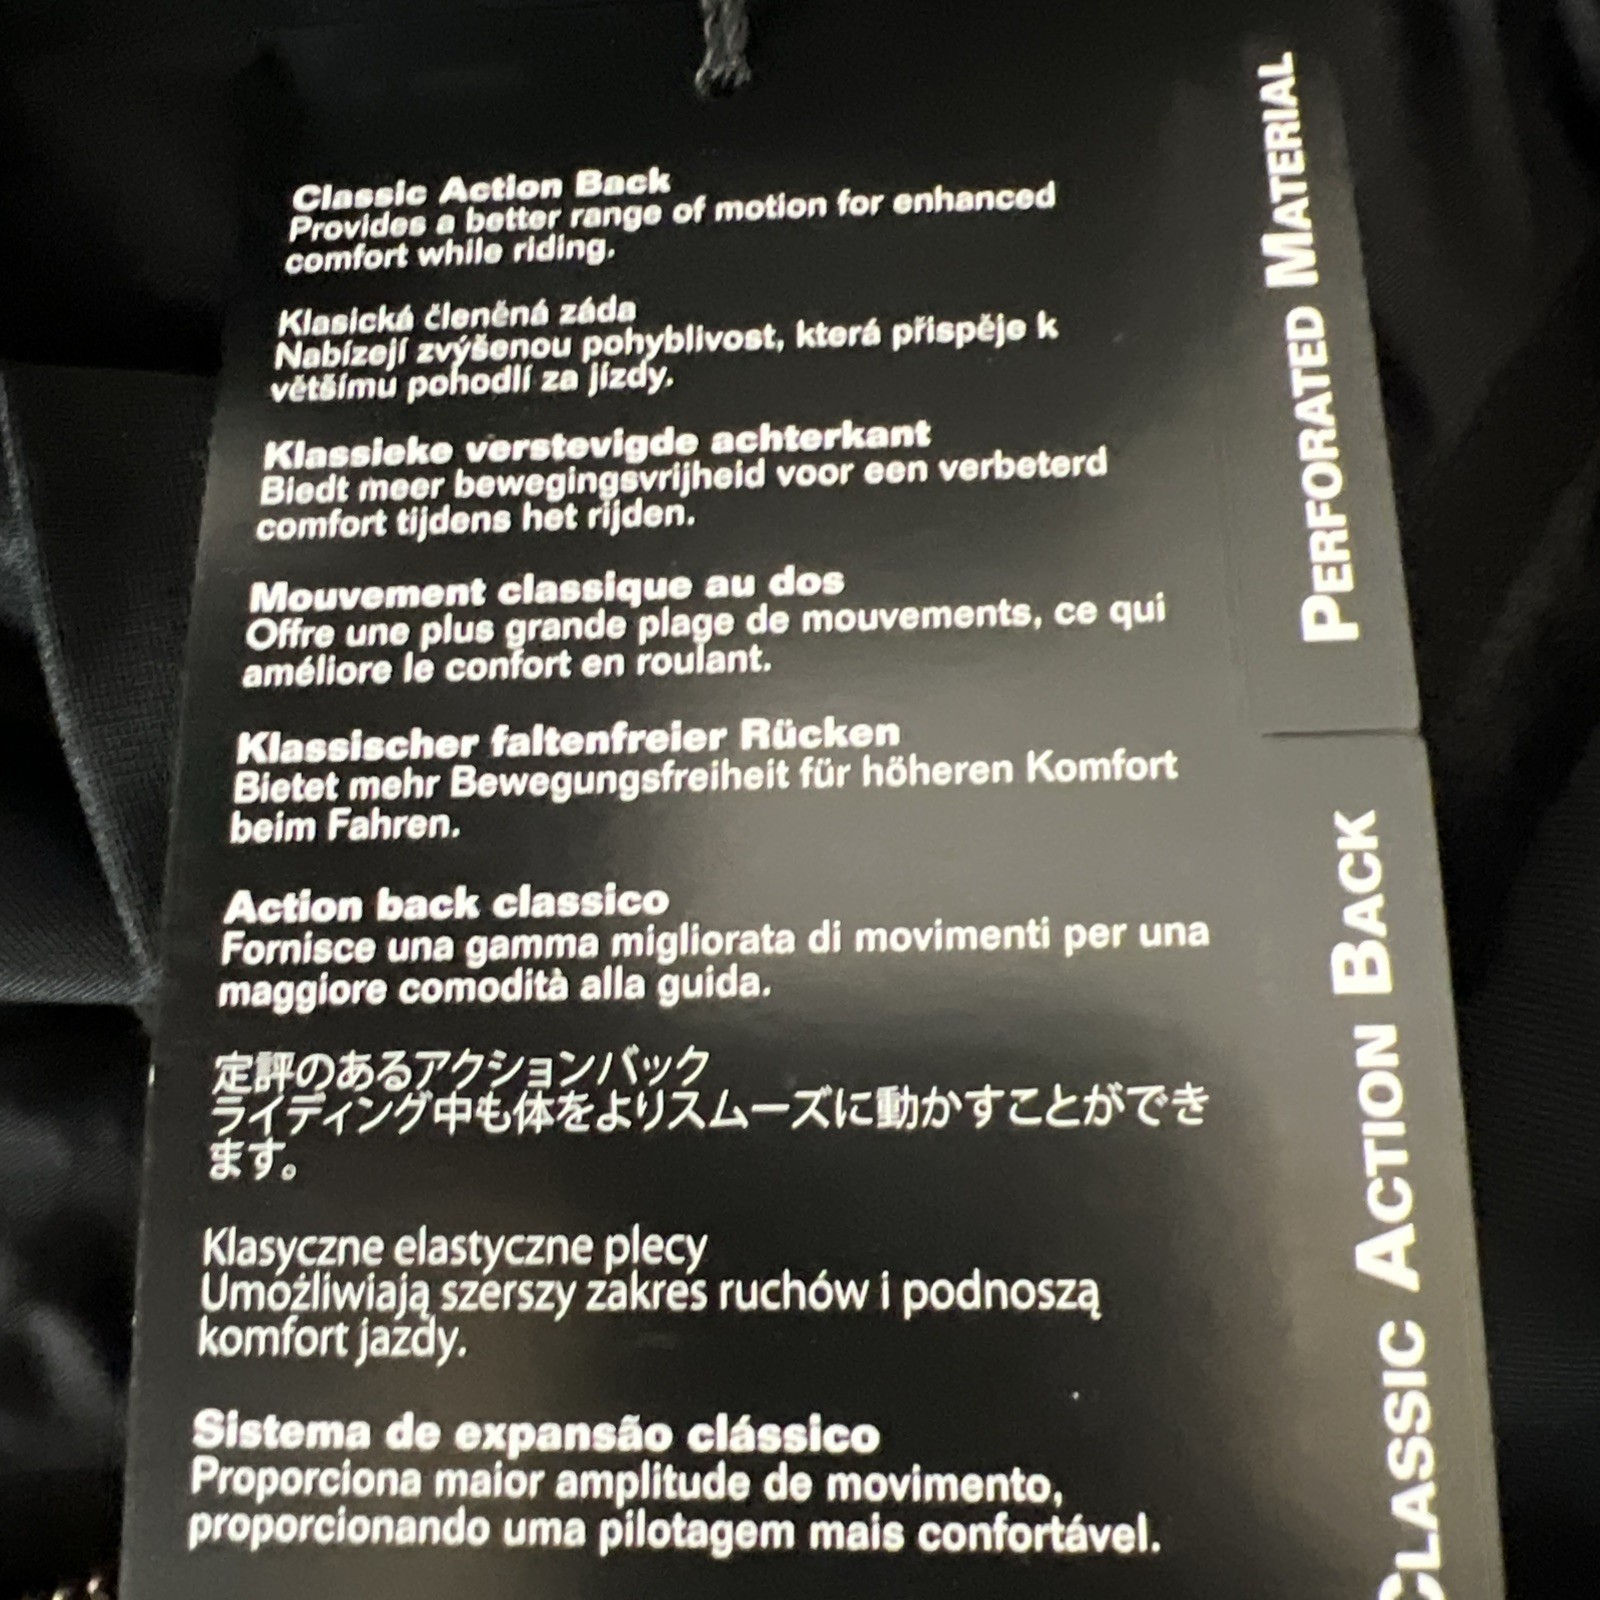 Classic Action Back
Provides a better range of motion for enhanced
comfort while riding.
Klasická členěná záda
Nabízejí zvýšenou pohyblivost, která přispěje k
většímu pohodlí za jízdy.
Klassieke verstevigde achterkant
Biedt meer bewegingsvrijheid voor een verbeterd
comfort tijdens het rijden.
Mouvement classique au dos
Offre une plus grande plage de mouvements, ce qui
améliore le confort en roulant.
Klassischer faltenfreier Rücken
Bietet mehr Bewegungsfreiheit für höheren Komfort
beim Fahren.
Action back classico
Fornisce una gamma migliorata di movimenti per una
maggiore comodità alla guida.
定評のあるアクションバック
ライディング中も体をよりスムーズに動かすことができ
ます。
Klasyczne elastyczne plecy
Umożliwiają szerszy zakres ruchów i podnoszą
komfort jazdy.
Sistema de expansão clássico
Proporciona maior amplitude de movimento,
proporcionando uma pilotagem mais confortável.
PERFORATED MATERIAL
CLASSIC ACTION BACK